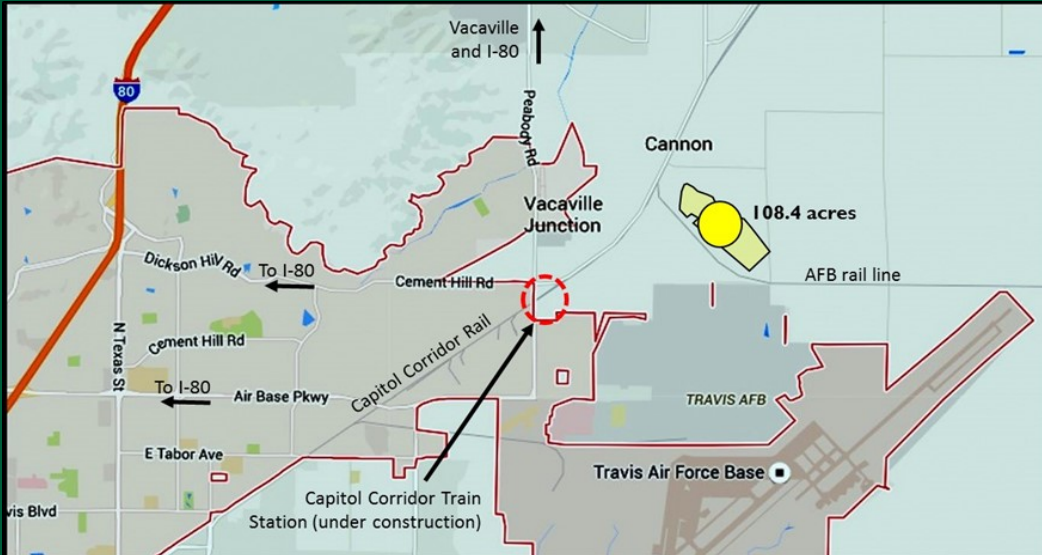 Vacaville
and I-80
80
Peabody Rd
Cannon
Vacaville
Junction
108.4 acres
Dickson Hill Rd
To I-80
Cement Hill Rd
AFB rail line
N Texas St
Cement Hill Rd
Capitol Corridor Rail
To I-80
Air Base Pkwy
TRAVIS AFB
E Tabor Ave
Travis Air Force Base
Capitol Corridor Train
Station (under construction)
vis Blvd